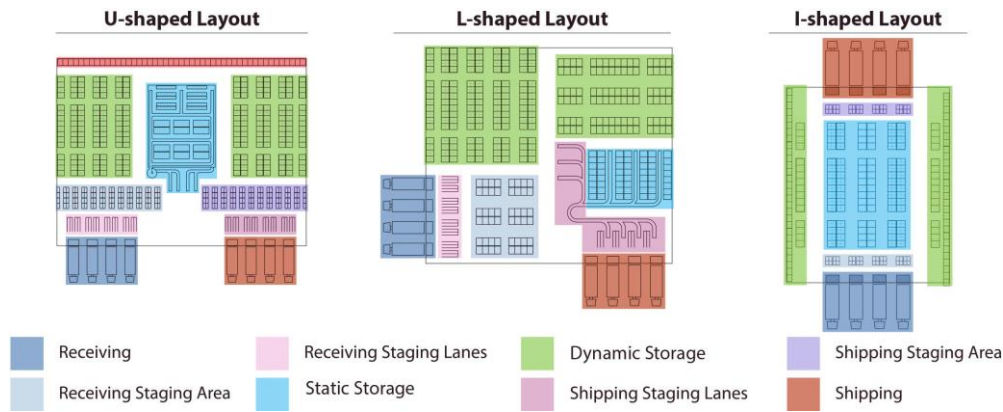 U-shaped Layout
L-shaped Layout
I-shaped Layout
Receiving
Receiving Staging Lanes
Dynamic Storage
Shipping Staging Area
Receiving Staging Area
Static Storage
Shipping Staging Lanes
Shipping